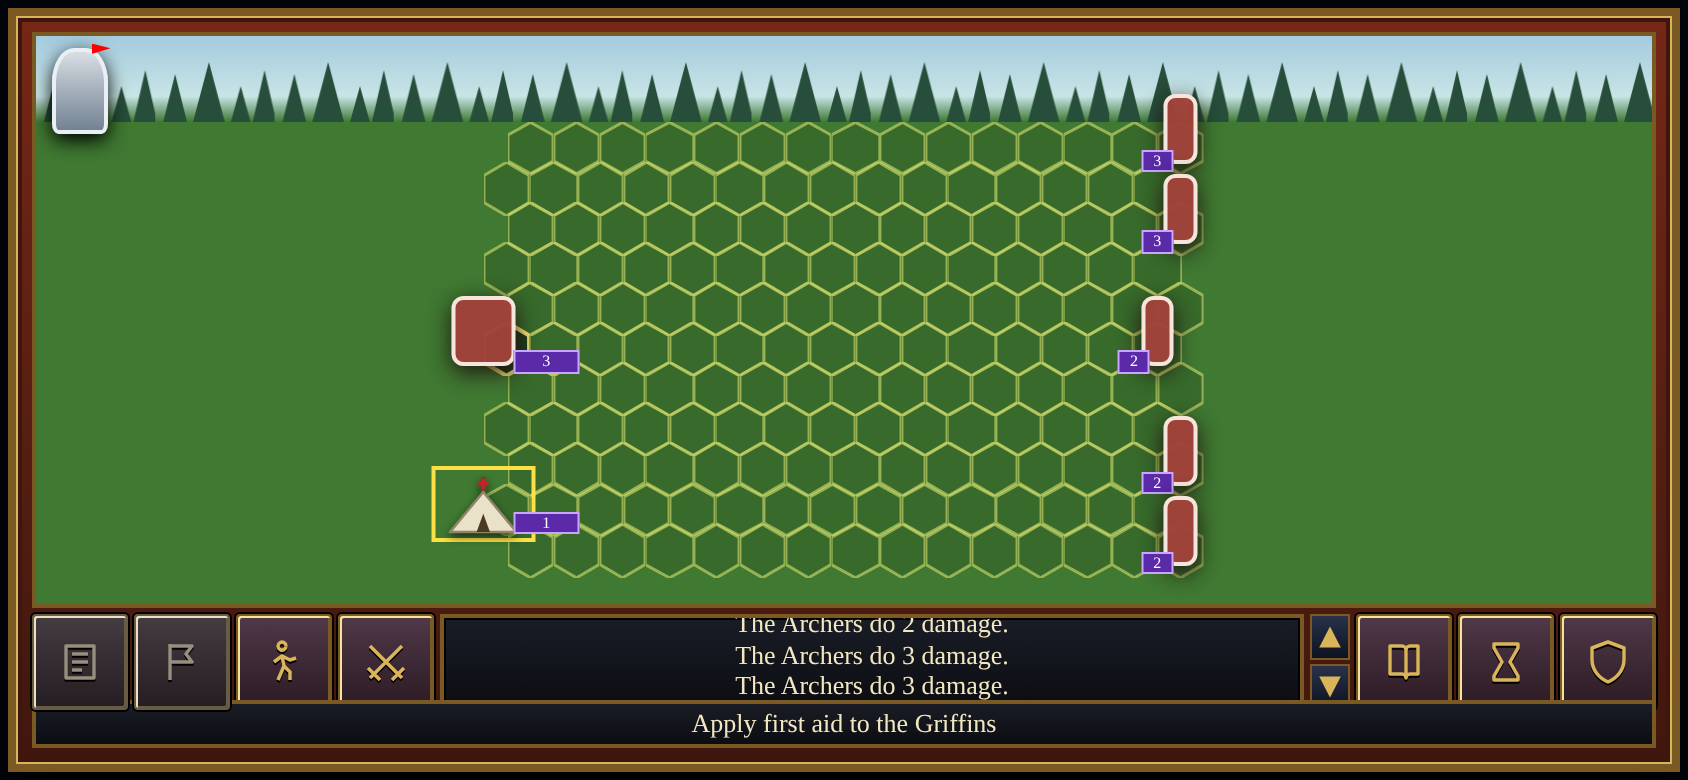 3
3
3
2
2
1
2
The Archers do 2 damage.
The Archers do 3 damage.
The Archers do 3 damage.
Apply first aid to the Griffins